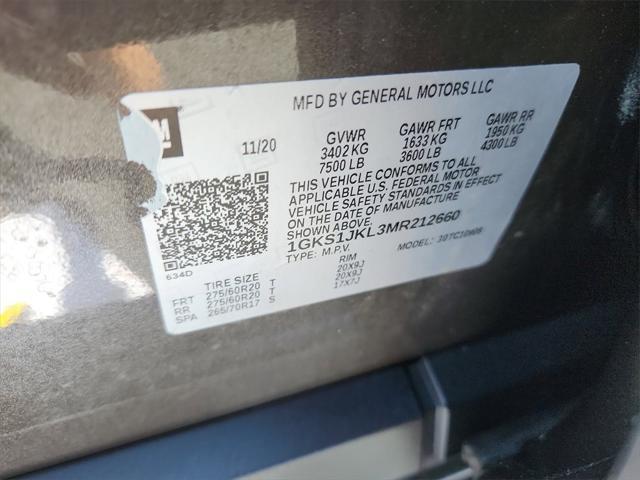 MFD BY GENERAL MOTORS LLC
GM
11/20
GVWR GAWR FRT GAWR RR
3402 KG 1633 KG 1950 KG
7500 LB 3600 LB 4300 LB
THIS VEHICLE CONFORMS TO ALL
APPLICABLE U.S. FEDERAL MOTOR
VEHICLE SAFETY STANDARDS IN EFFECT
ON THE DATE OF MANUFACTURE
SHOWN ABOVE.
1GKS1JKL3MR212660
TYPE: M.P.V. MODEL:
634D
TIRE SIZE RIM
FRT 275/60R20 T 20X9J
RR 275/60R20 T 20X9J
SPA 265/70R17 S 17X7J